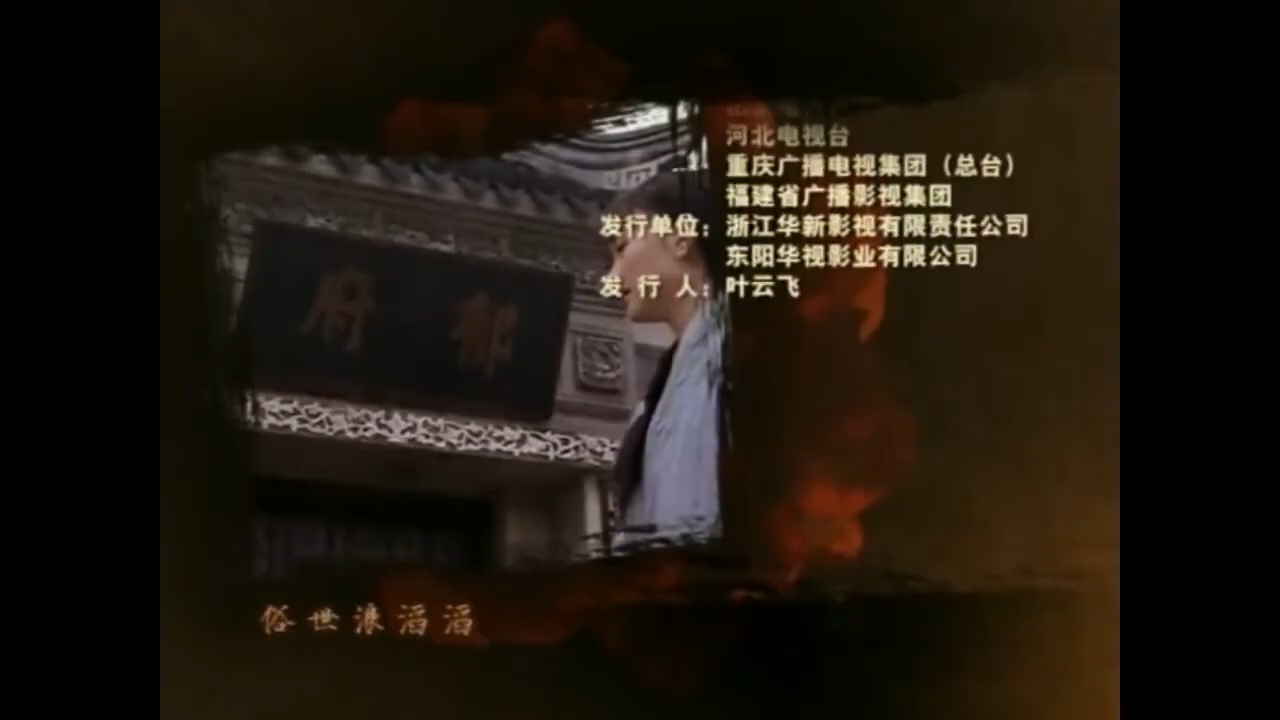 河北电视台
重庆广播电视集团（总台）
福建省广播影视集团
发行单位：浙江华新影视有限责任公司
东阳华视影业有限公司
发 行 人：叶云飞
府 郁
俗世浪滔滔